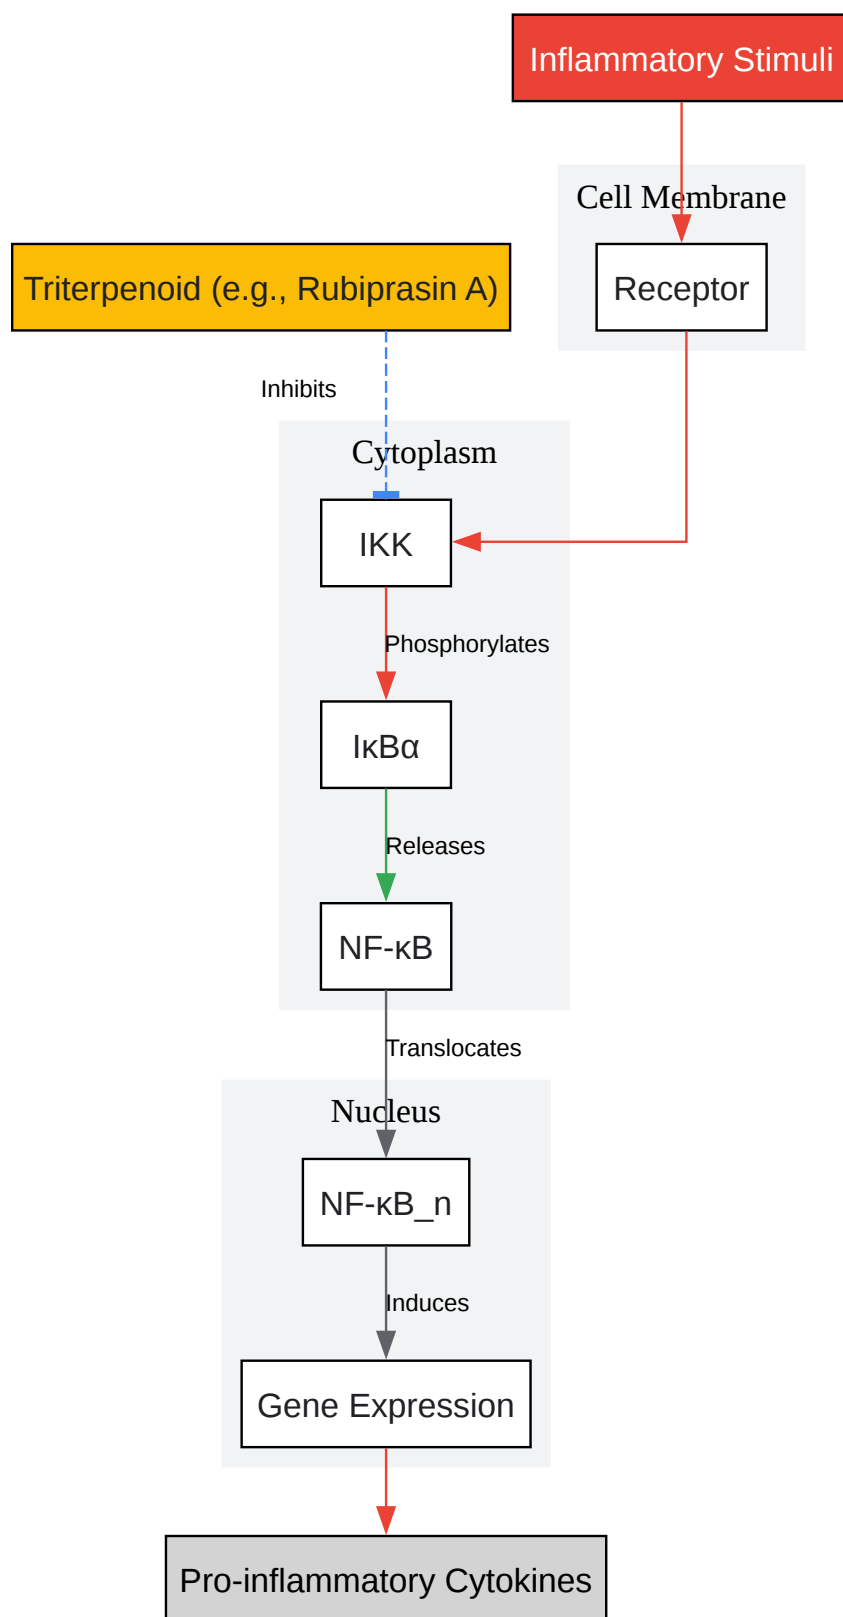 Inflammatory Stimuli
Cell Membrane
Triterpenoid (e.g., Rubiprasin A)
Receptor
Inhibits
Cytoplasm
IKK
Phosphorylates
IκBα
Releases
NF-κB
Translocates
Nucleus
NF-κB_n
Induces
Gene Expression
Pro-inflammatory Cytokines